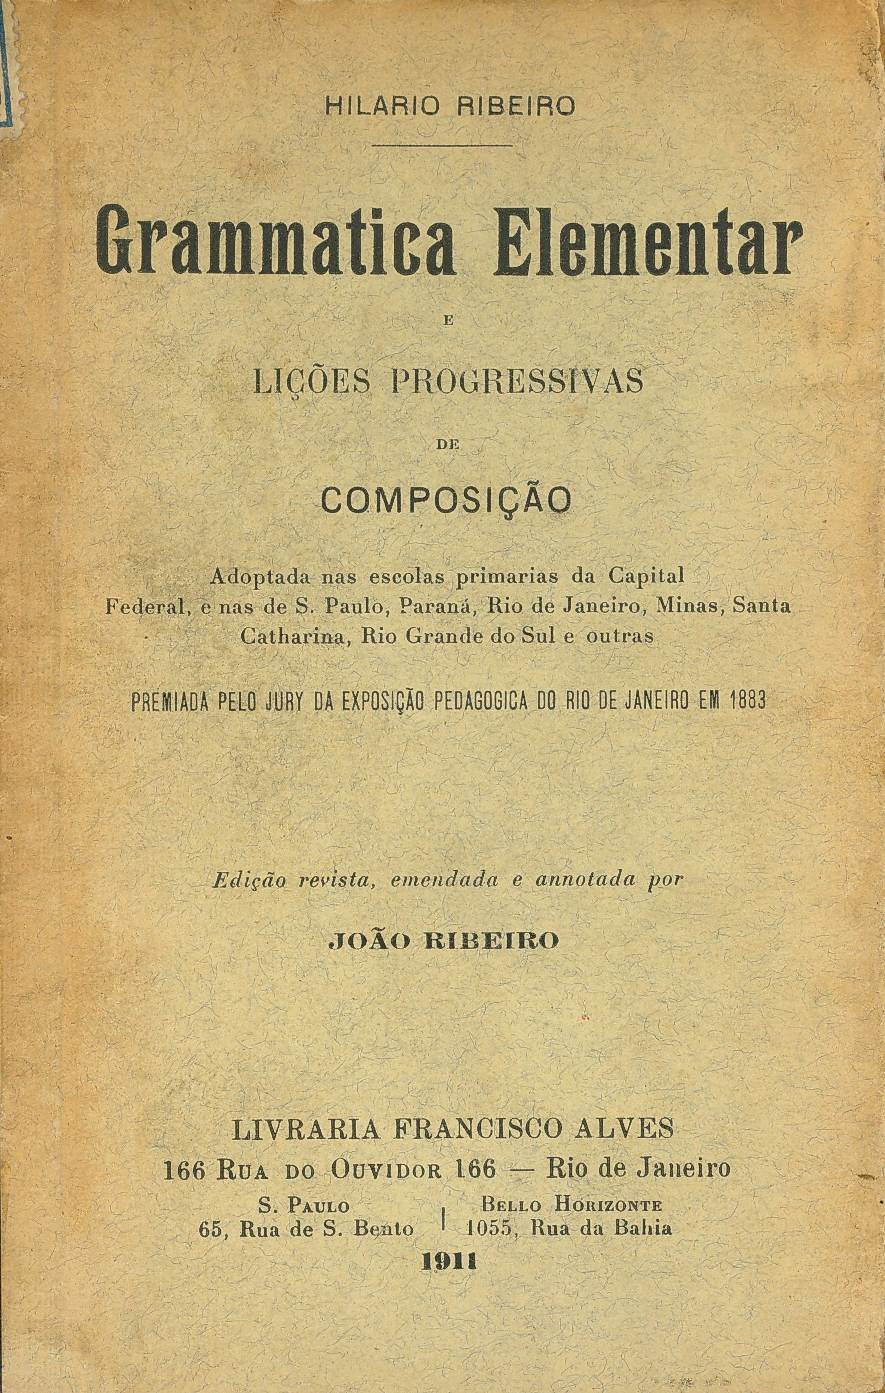 HILARIO RIBEIRO
Grammatica Elementar
E
LIÇÕES PROGRESSIVAS
DE
COMPOSIÇÃO
Adoptada nas escolas primarias da Capital
Federal, e nas de S. Paulo, Paraná, Rio de Janeiro, Minas, Santa
Catharina, Rio Grande do Sul e outras
PREMIADA PELO JURY DA EXPOSIÇÃO PEDAGOGICA DO RIO DE JANEIRO EM 1883
Edição revista, emendada e annotada por
JOÃO RIBEIRO
LIVRARIA FRANCISCO ALVES
166 RUA DO OUVIDOR 166 — Rio de Janeiro
S. PAULO
65, Rua de S. Bento
BELLO HORIZONTE
1055, Rua da Bahia
1911